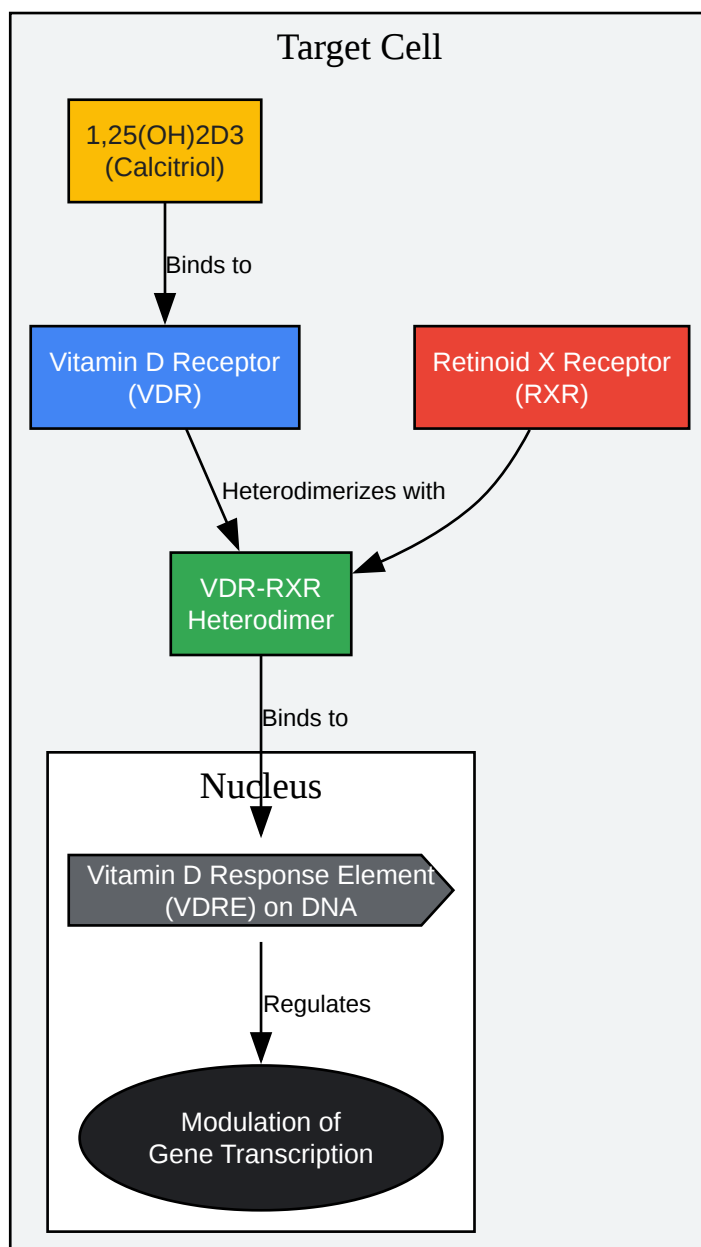 Target Cell
1,25(OH)2D3
(Calcitriol)
Binds to
Vitamin D Receptor
(VDR)
Retinoid X Receptor
(RXR)
Heterodimerizes with
VDR-RXR
Heterodimer
Binds to
Nucleus
Vitamin D Response Element
(VDRE) on DNA
Regulates
Modulation of
Gene Transcription